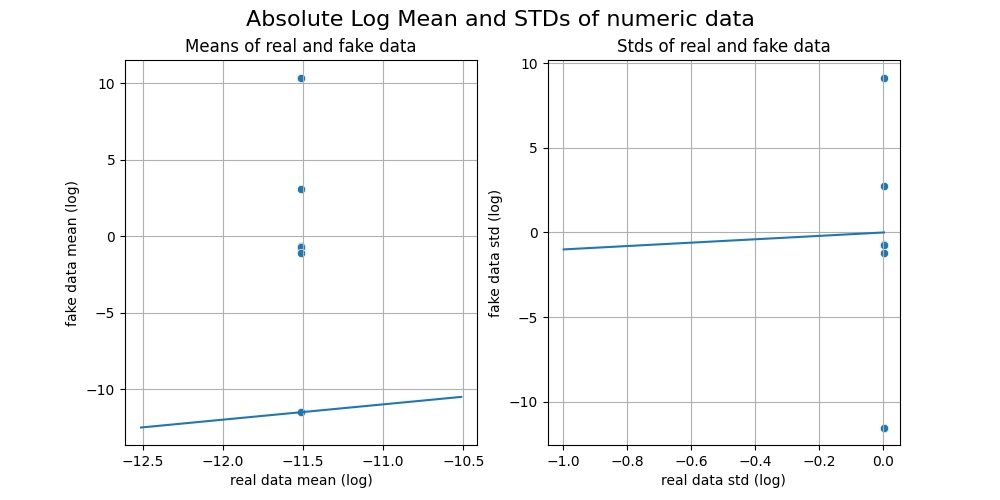 Absolute Log Mean and STDs of numeric data
Means of real and fake data
10
5
0
−5
−10
fake data mean (log)
−12.5 −12.0 −11.5 −11.0 −10.5
real data mean (log)
Stds of real and fake data
10
5
0
−5
−10
fake data std (log)
−1.0 −0.8 −0.6 −0.4 −0.2 0.0
real data std (log)